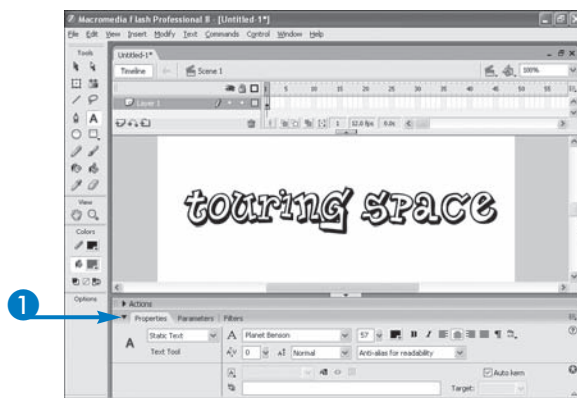 Macromedia Flash Professional 8 - [Untitled-1*]
File Edit View Insert Modify Text Commands Control Window Help
Tools
Untitled-1*
Timeline Scene 1 100%
5 10 15 20 25 30 35 40 45 50 55
Layer 1
1 12.0 fps 0.0s
View
Colors
Options
touring space
Actions
1
Properties Parameters Filters
A Static Text A Planet Benson 57 B I
Text Tool A/V 0 Normal Anti-alias for readability
Auto kern
Target: